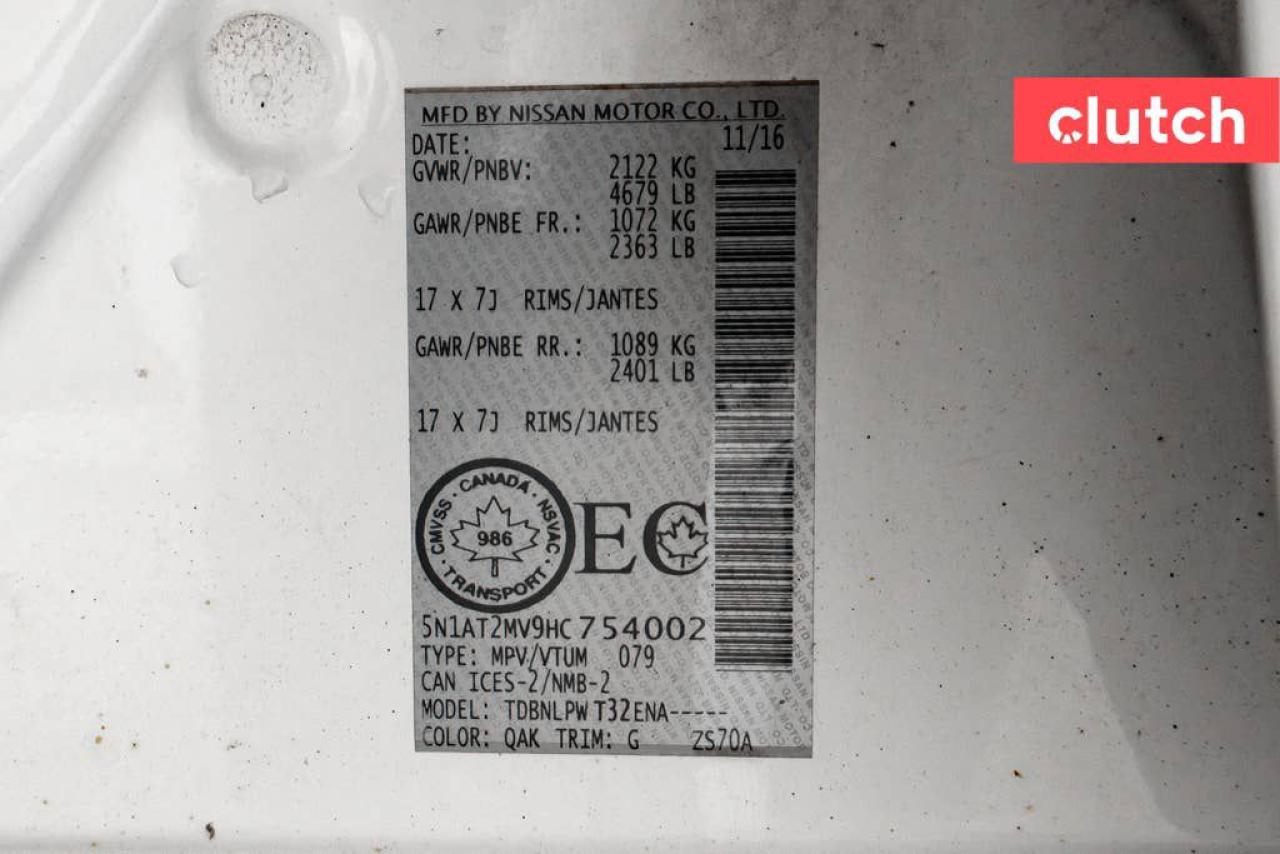 clutch
MFD BY NISSAN MOTOR CO., LTD.
DATE: 11/16
GVWR/PNBV: 2122 KG
4679 LB
GAWR/PNBE FR.: 1072 KG
2363 LB
17 X 7J RIMS/JANTES
GAWR/PNBE RR.: 1089 KG
2401 LB
17 X 7J RIMS/JANTES
CMVSS · CANADA · NSVAC · TRANSPORT ·
986
EC
5N1AT2MV9HC754002
TYPE: MPV/VTUM 079
CAN ICES-2/NMB-2
MODEL: TDBNLPW T32ENA-----
COLOR: QAK TRIM: G ZS70A